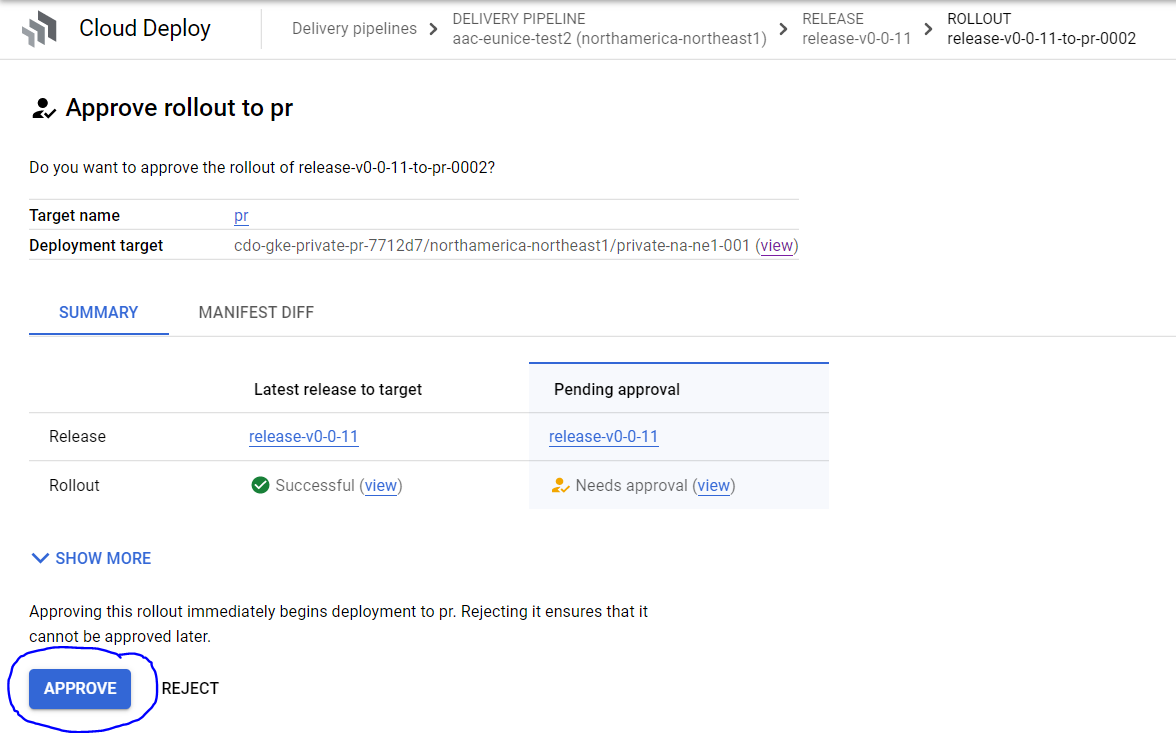 Cloud Deploy
Delivery pipelines
DELIVERY PIPELINE
aac-eunice-test2 (northamerica-northeast1)
RELEASE
release-v0-0-11
ROLLOUT
release-v0-0-11-to-pr-0002
Approve rollout to pr
Do you want to approve the rollout of release-v0-0-11-to-pr-0002?
Target name pr
Deployment target cdo-gke-private-pr-7712d7/northamerica-northeast1/private-na-ne1-001 (view)
SUMMARY MANIFEST DIFF
Latest release to target Pending approval
Release release-v0-0-11 release-v0-0-11
Rollout Successful (view) Needs approval (view)
SHOW MORE
Approving this rollout immediately begins deployment to pr. Rejecting it ensures that it
cannot be approved later.
APPROVE REJECT